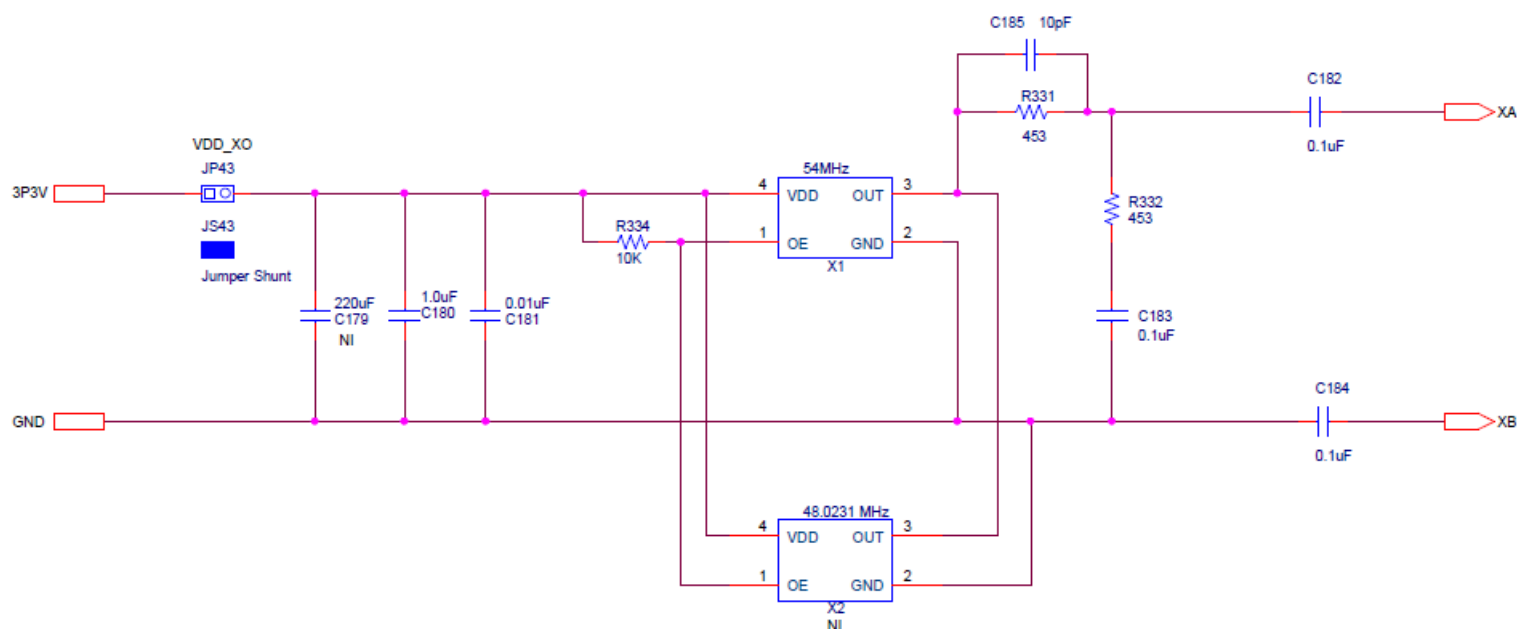 C185 10pF
R331
453
C182
0.1uF
XA
VDD_XO
JP43
3P3V
JS43
Jumper Shunt
54MHz
4 VDD OUT 3
1 OE GND 2
X1
R334
10K
R332
453
220uF
C179
NI
1.0uF
C180
0.01uF
C181
C183
0.1uF
GND
C184
0.1uF
XB
48.0231 MHz
4 VDD OUT 3
1 OE GND 2
X2
NI